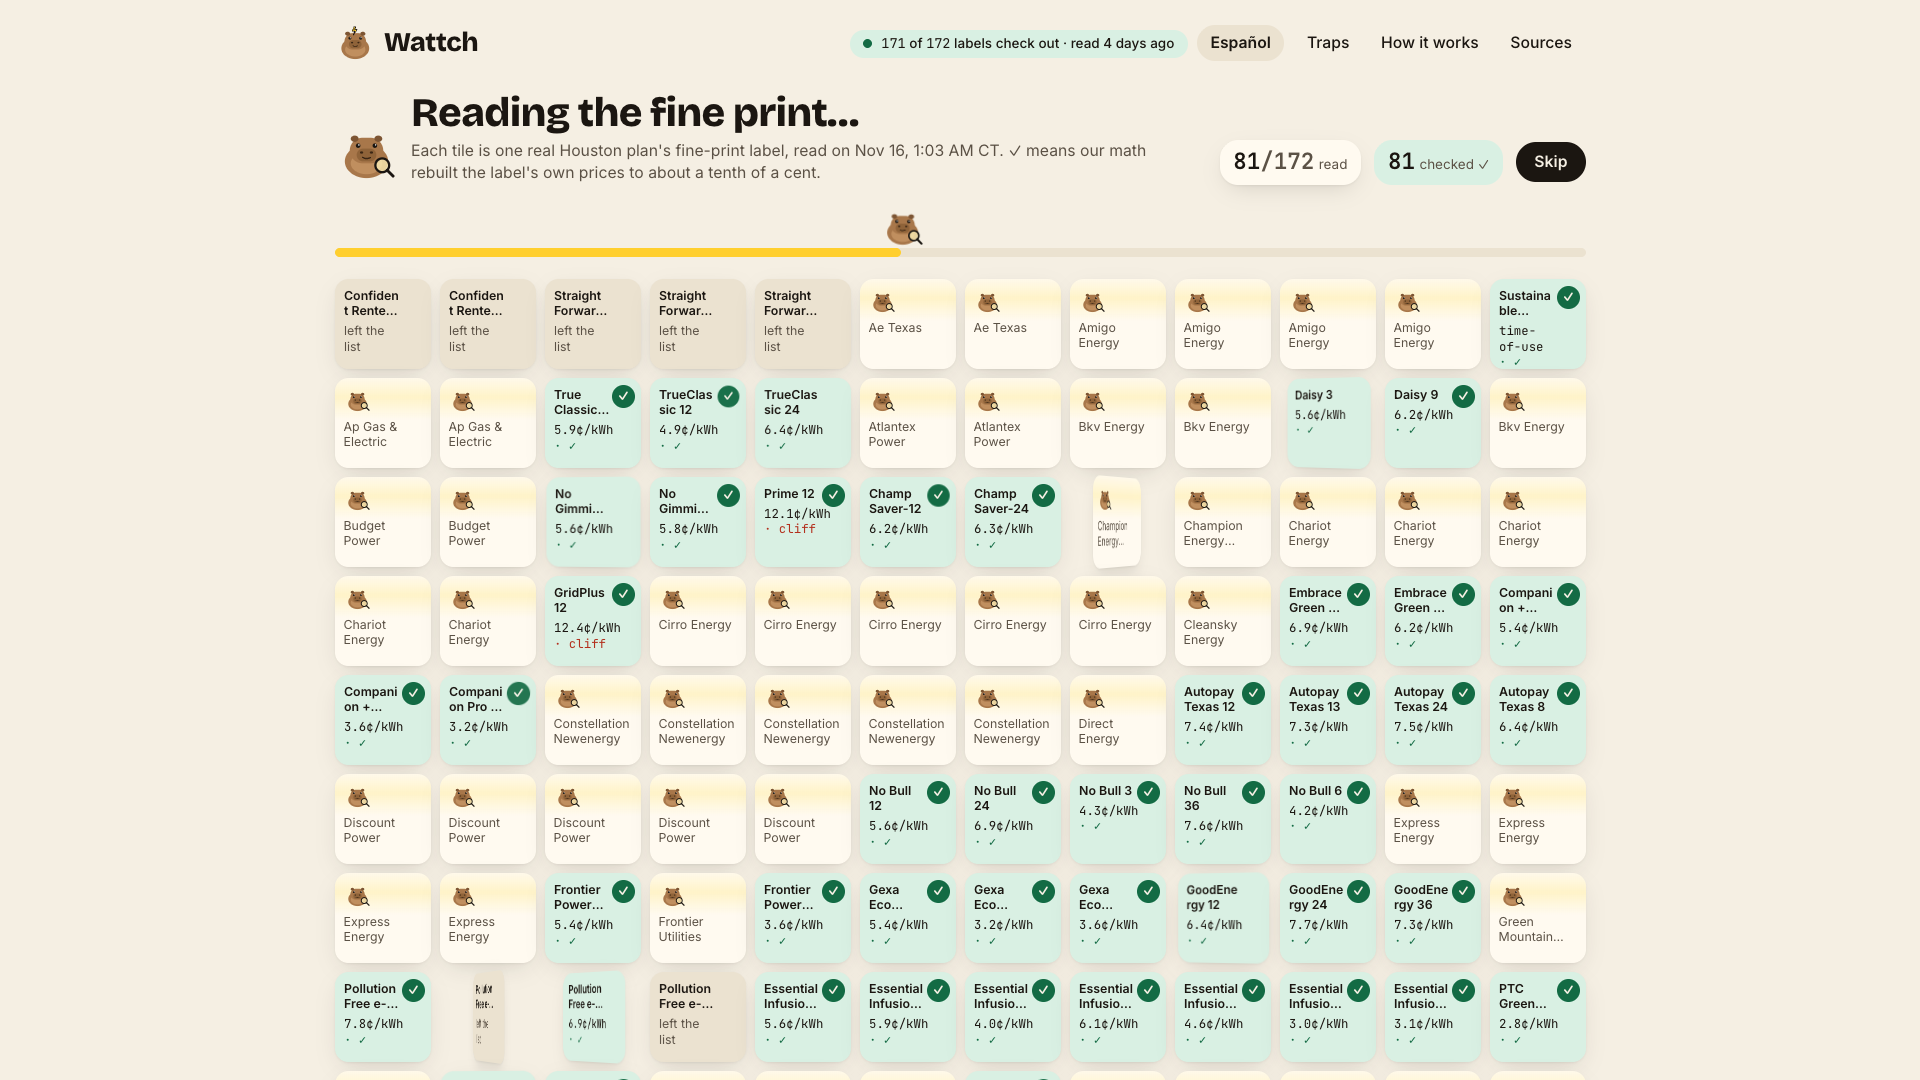 Wattch
171 of 172 labels check out · read 4 days ago
Español
Traps
How it works
Sources
Reading the fine print...
Each tile is one real Houston plan's fine-print label, read on Nov 16, 1:03 AM CT. ✓ means our math
rebuilt the label's own prices to about a tenth of a cent.
81/172 read
81 checked ✓
Skip
Confiden
t Rente...
left the
list
Confiden
t Rente...
left the
list
Straight
Forwar...
left the
list
Straight
Forwar...
left the
list
Straight
Forwar...
left the
list
Ae Texas
Ae Texas
Amigo
Energy
Amigo
Energy
Amigo
Energy
Amigo
Energy
Sustaina
ble...
time-
of-use
· ✓
Ap Gas &
Electric
Ap Gas &
Electric
True
Classic...
5.9¢/kWh
· ✓
TrueClas
sic 12
4.9¢/kWh
· ✓
TrueClas
sic 24
6.4¢/kWh
· ✓
Atlantex
Power
Atlantex
Power
Bkv Energy
Bkv Energy
Daisy 3
5.6¢/kWh
· ✓
Daisy 9
6.2¢/kWh
· ✓
Bkv Energy
Budget
Power
Budget
Power
No
Gimmi...
5.6¢/kWh
· ✓
No
Gimmi...
5.8¢/kWh
· ✓
Prime 12
12.1¢/kWh
· cliff
Champ
Saver-12
6.2¢/kWh
· ✓
Champ
Saver-24
6.3¢/kWh
· ✓
Champion
Energy...
Champion
Energy...
Chariot
Energy
Chariot
Energy
Chariot
Energy
Chariot
Energy
Chariot
Energy
GridPlus
12
12.4¢/kWh
· cliff
Cirro Energy
Cirro Energy
Cirro Energy
Cirro Energy
Cirro Energy
Cleansky
Energy
Embrace
Green ...
6.9¢/kWh
· ✓
Embrace
Green ...
6.2¢/kWh
· ✓
Compani
on +...
5.4¢/kWh
· ✓
Compani
on +...
3.6¢/kWh
· ✓
Compani
on Pro ...
3.2¢/kWh
· ✓
Constellation
Newenergy
Constellation
Newenergy
Constellation
Newenergy
Constellation
Newenergy
Constellation
Newenergy
Direct
Energy
Autopay
Texas 12
7.4¢/kWh
· ✓
Autopay
Texas 13
7.3¢/kWh
· ✓
Autopay
Texas 24
7.5¢/kWh
· ✓
Autopay
Texas 8
6.4¢/kWh
· ✓
Discount
Power
Discount
Power
Discount
Power
Discount
Power
Discount
Power
No Bull
12
5.6¢/kWh
· ✓
No Bull
24
6.9¢/kWh
· ✓
No Bull 3
4.3¢/kWh
· ✓
No Bull
36
7.6¢/kWh
· ✓
No Bull 6
4.2¢/kWh
· ✓
Express
Energy
Express
Energy
Express
Energy
Express
Energy
Frontier
Power...
5.4¢/kWh
· ✓
Frontier
Utilities
Frontier
Power...
3.6¢/kWh
· ✓
Gexa
Eco...
5.4¢/kWh
· ✓
Gexa
Eco...
3.2¢/kWh
· ✓
Gexa
Eco...
3.6¢/kWh
· ✓
GoodEne
rgy 12
6.4¢/kWh
· ✓
GoodEne
rgy 24
7.7¢/kWh
· ✓
GoodEne
rgy 36
7.3¢/kWh
· ✓
Green
Mountain...
Pollution
Free e-...
7.8¢/kWh
· ✓
Pollution
Free e-...
left the
list
Pollution
Free e-...
6.9¢/kWh
· ✓
Pollution
Free e-...
left the
list
Essential
Infusio...
5.6¢/kWh
· ✓
Essential
Infusio...
5.9¢/kWh
· ✓
Essential
Infusio...
4.0¢/kWh
· ✓
Essential
Infusio...
6.1¢/kWh
· ✓
Essential
Infusio...
4.6¢/kWh
· ✓
Essential
Infusio...
3.0¢/kWh
· ✓
Essential
Infusio...
3.1¢/kWh
· ✓
PTC
Green...
2.8¢/kWh
· ✓